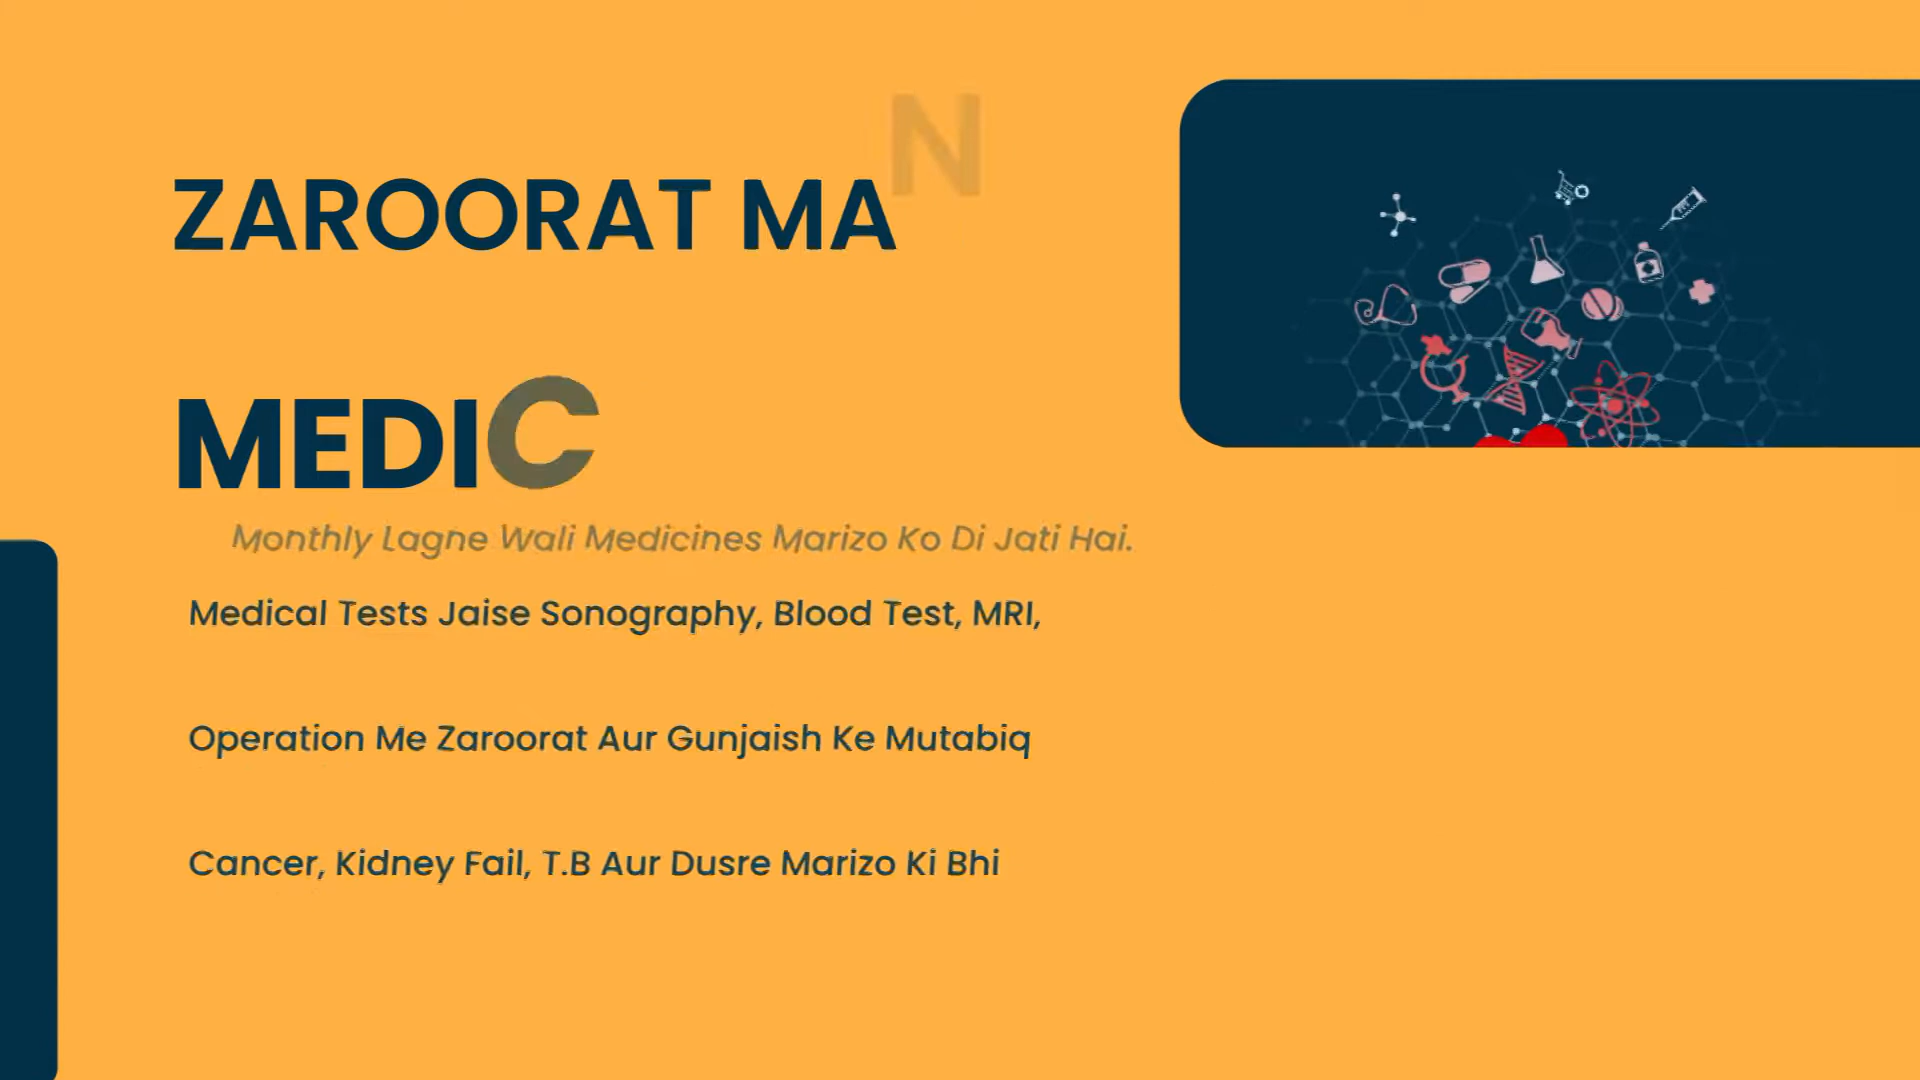 ZAROORAT MAN
MEDIC
Monthly Lagne Wali Medicines Marizo Ko Di Jati Hai.
Medical Tests Jaise Sonography, Blood Test, MRI,
Operation Me Zaroorat Aur Gunjaish Ke Mutabiq
Cancer, Kidney Fail, T.B Aur Dusre Marizo Ki Bhi